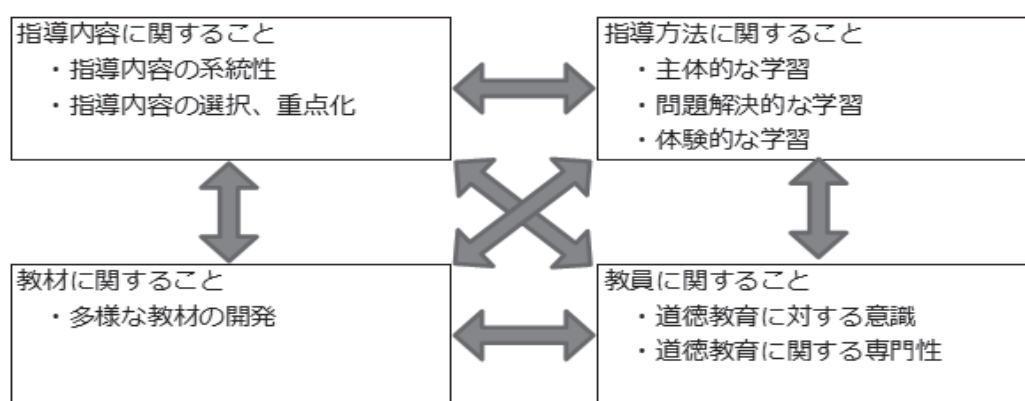 指導内容に関すること
・指導内容の系統性
・指導内容の選択、重点化
指導方法に関すること
・主体的な学習
・問題解決的な学習
・体験的な学習
教材に関すること
・多様な教材の開発
教員に関すること
・道徳教育に対する意識
・道徳教育に関する専門性